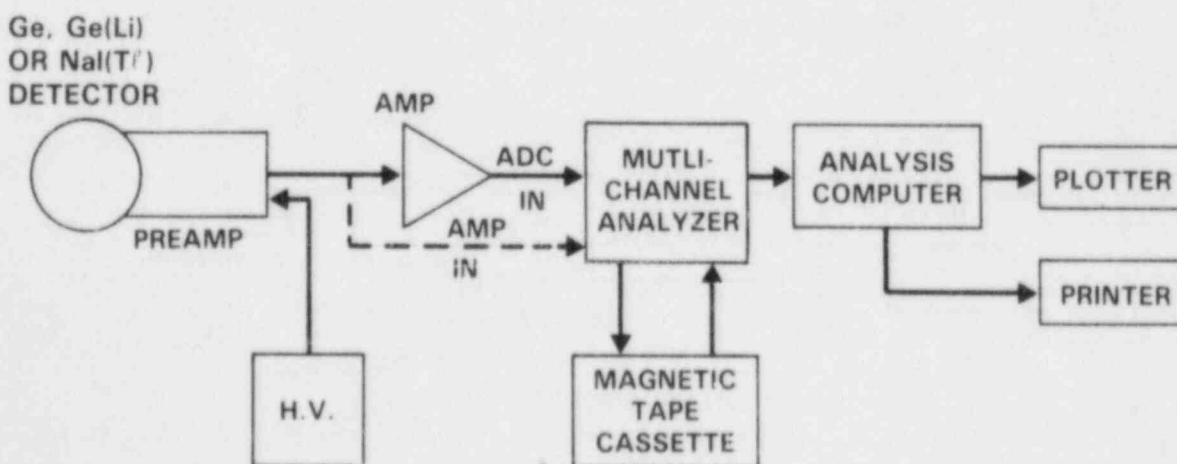 Ge, Ge(Li)
OR NaI(Tℓ)
DETECTOR
PREAMP
AMP
ADC
IN
AMP
IN
H.V.
MUTLI-
CHANNEL
ANALYZER
MAGNETIC
TAPE
CASSETTE
ANALYSIS
COMPUTER
PLOTTER
PRINTER